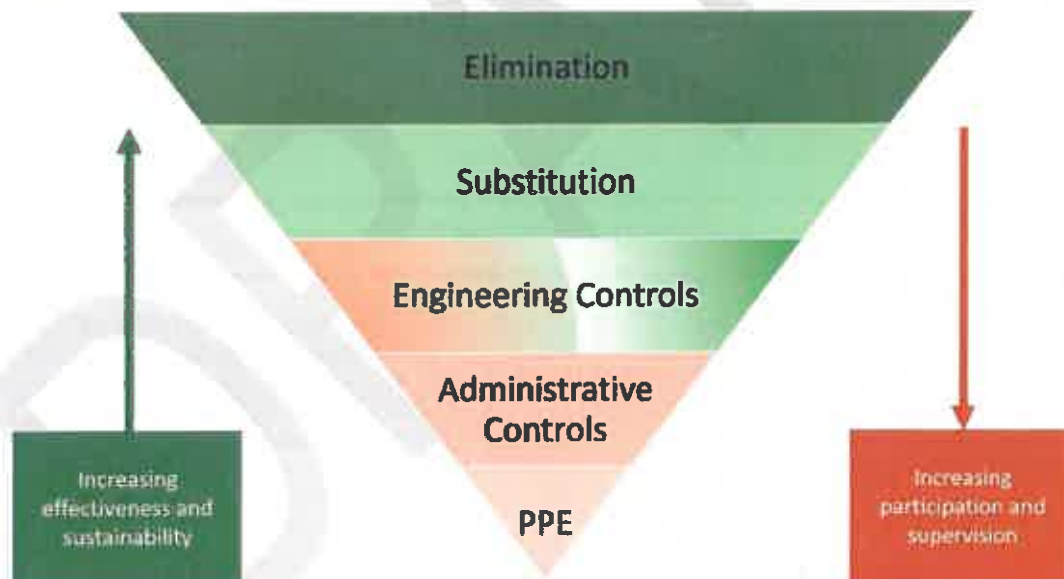 Elimination
Substitution
Engineering Controls
Administrative
Controls
PPE
Increasing
effectiveness and
sustainability
Increasing
participation and
supervision